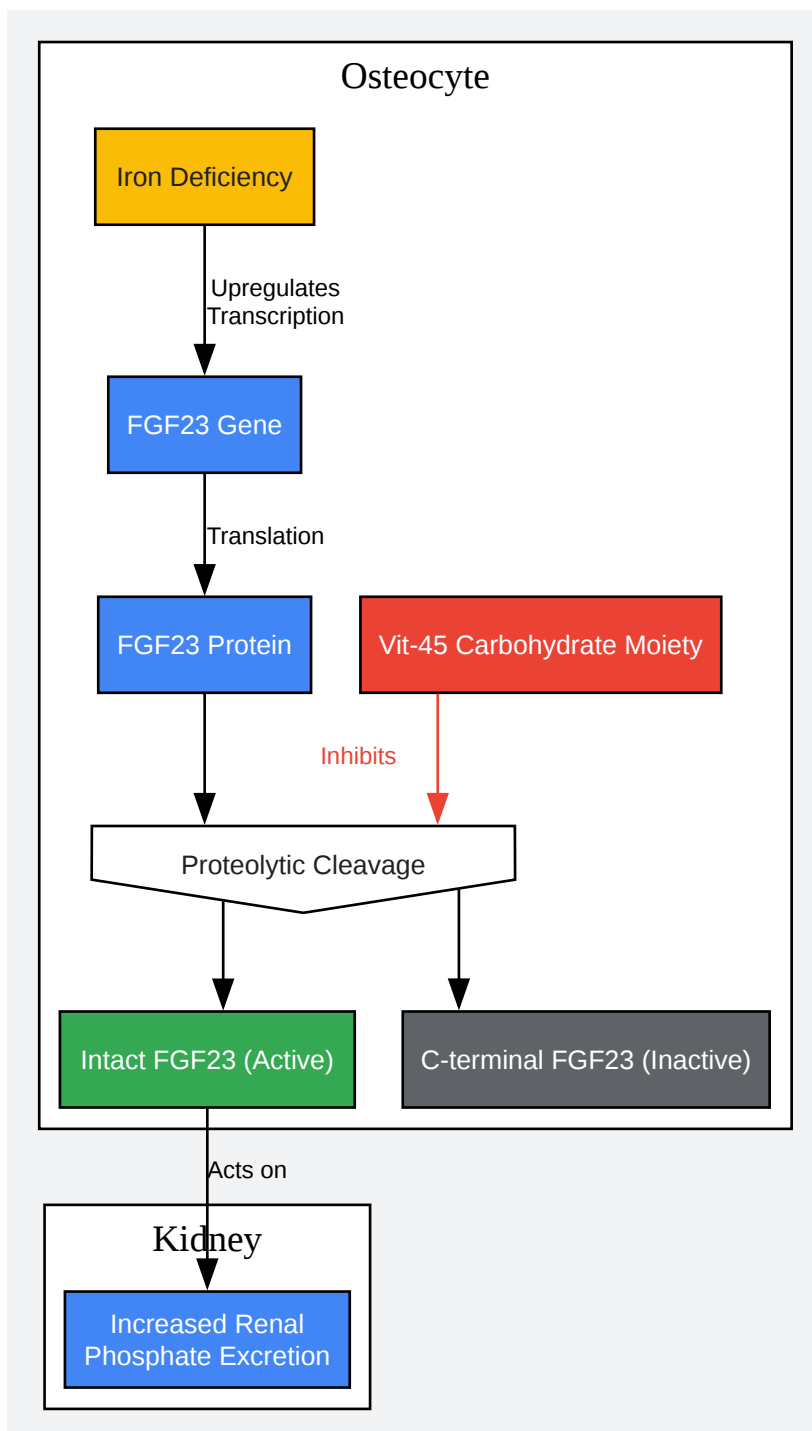 Osteocyte
Iron Deficiency
Upregulates
Transcription
FGF23 Gene
Translation
FGF23 Protein
Vit-45 Carbohydrate Moiety
Inhibits
Proteolytic Cleavage
Intact FGF23 (Active)
C-terminal FGF23 (Inactive)
Acts on
Kidney
Increased Renal
Phosphate Excretion